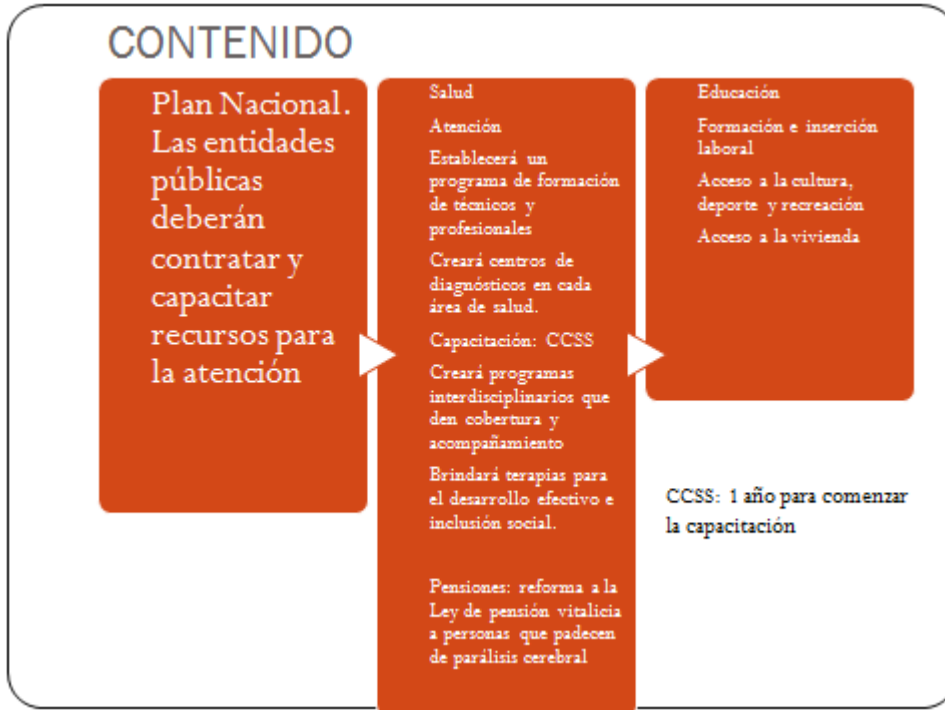 CONTENIDO
Plan Nacional.
Las entidades
públicas
deberán
contratar y
capacitar
recursos para
la atención
Salud
Atención
Establecerá un
programa de formación
de técnicos y
profesionales
Creará centros de
diagnósticos en cada
área de salud.
Capacitación: CCSS
Creará programas
interdisciplinarios que
den cobertura y
acompañamiento
Brindará terapias para
el desarrollo efectivo e
inclusión social.
Pensiones: reforma a la
Ley de pensión vitalicia
a personas que padecen
de parálisis cerebral
Educación
Formación e inserción
laboral
Acceso a la cultura,
deporte y recreación
Acceso a la vivienda
CCSS: 1 año para comenzar
la capacitación